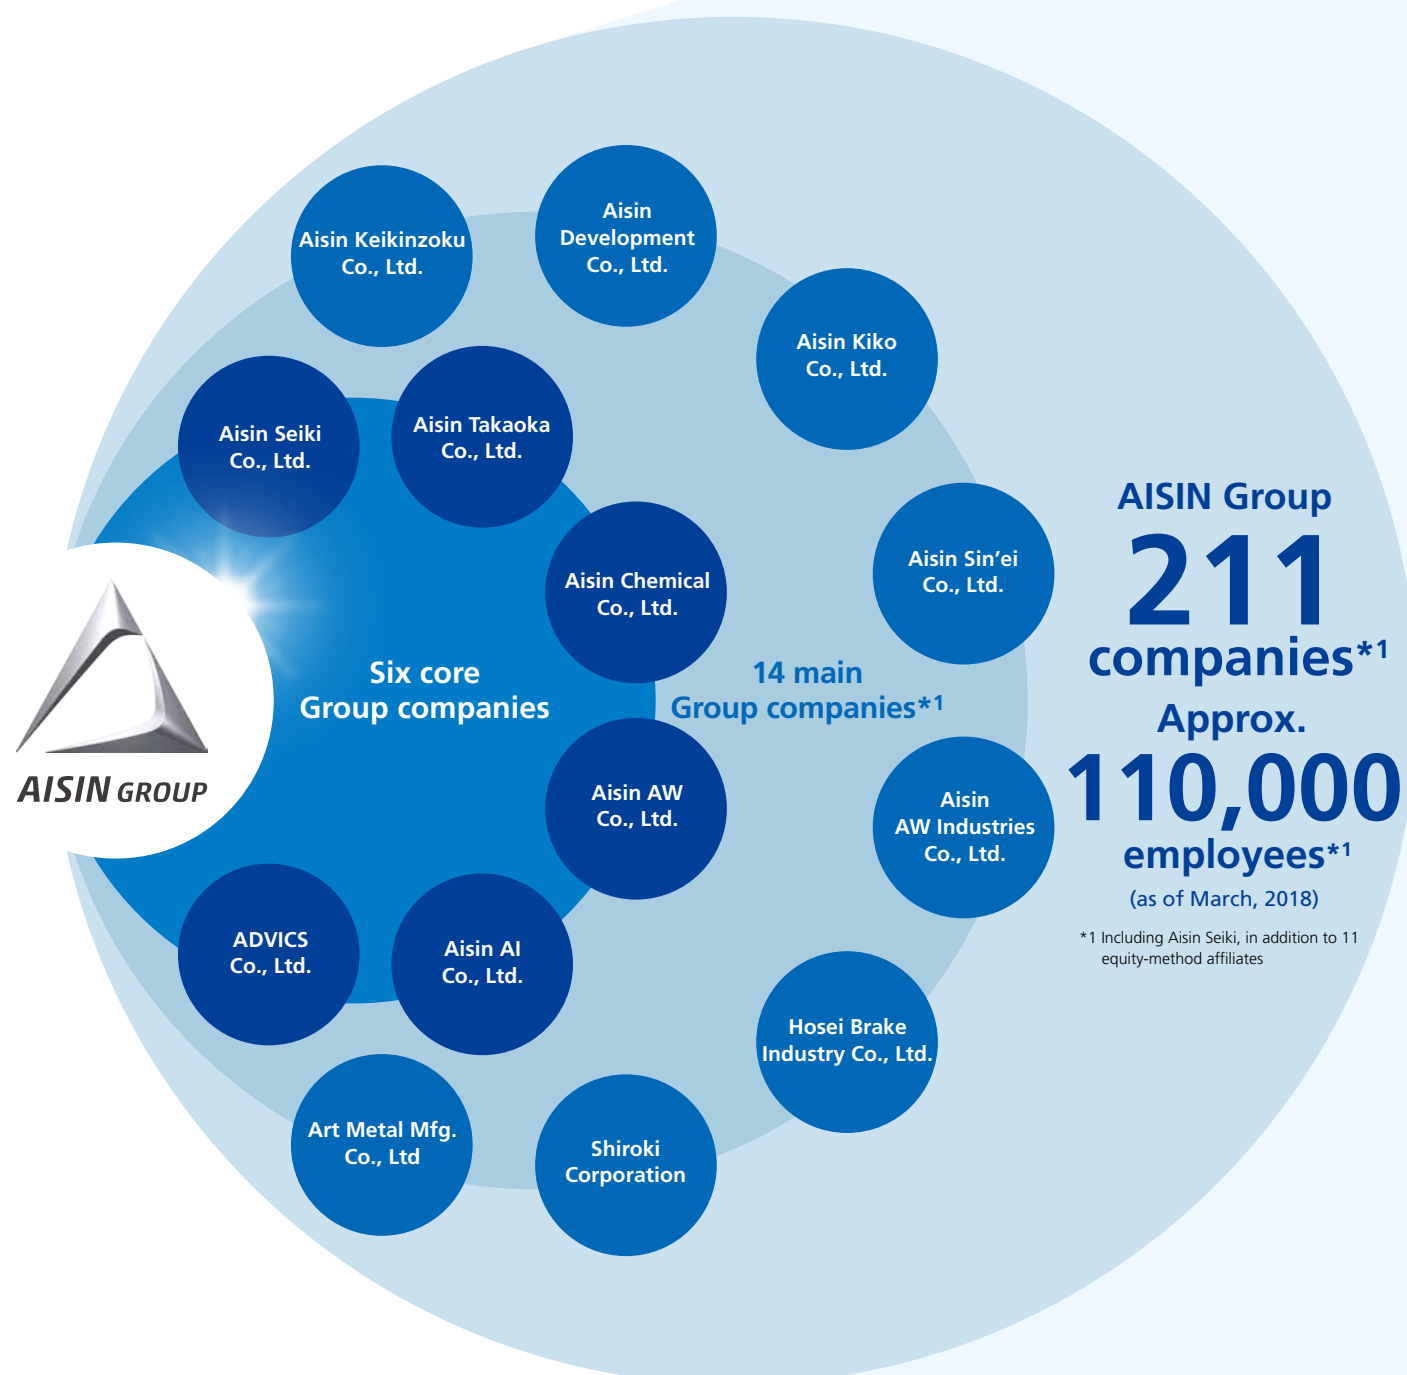 Aisin Keikinzoku
Co., Ltd.
Aisin
Development
Co., Ltd.
Aisin Kiko
Co., Ltd.
Aisin Seiki
Co., Ltd.
Aisin Takaoka
Co., Ltd.
Aisin Chemical
Co., Ltd.
Aisin Sin’ei
Co., Ltd.
AISIN GROUP
Six core
Group companies
14 main
Group companies*1
AISIN Group
211
companies*1
Approx.
110,000
employees*1
(as of March, 2018)
*1 Including Aisin Seiki, in addition to 11
equity-method affiliates
Aisin AW
Co., Ltd.
Aisin
AW Industries
Co., Ltd.
ADVICS
Co., Ltd.
Aisin AI
Co., Ltd.
Hosei Brake
Industry Co., Ltd.
Art Metal Mfg.
Co., Ltd
Shiroki
Corporation